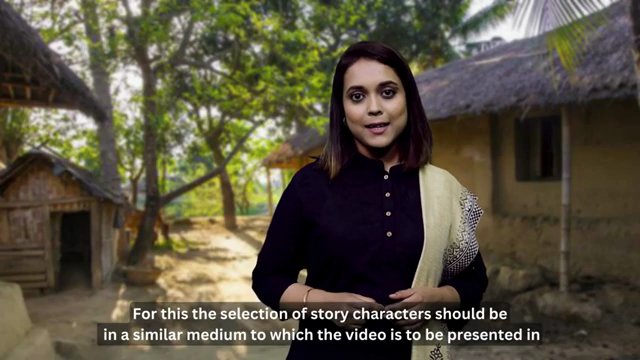 For this the selection of story characters should be
in a similar medium to which the video is to be presented in